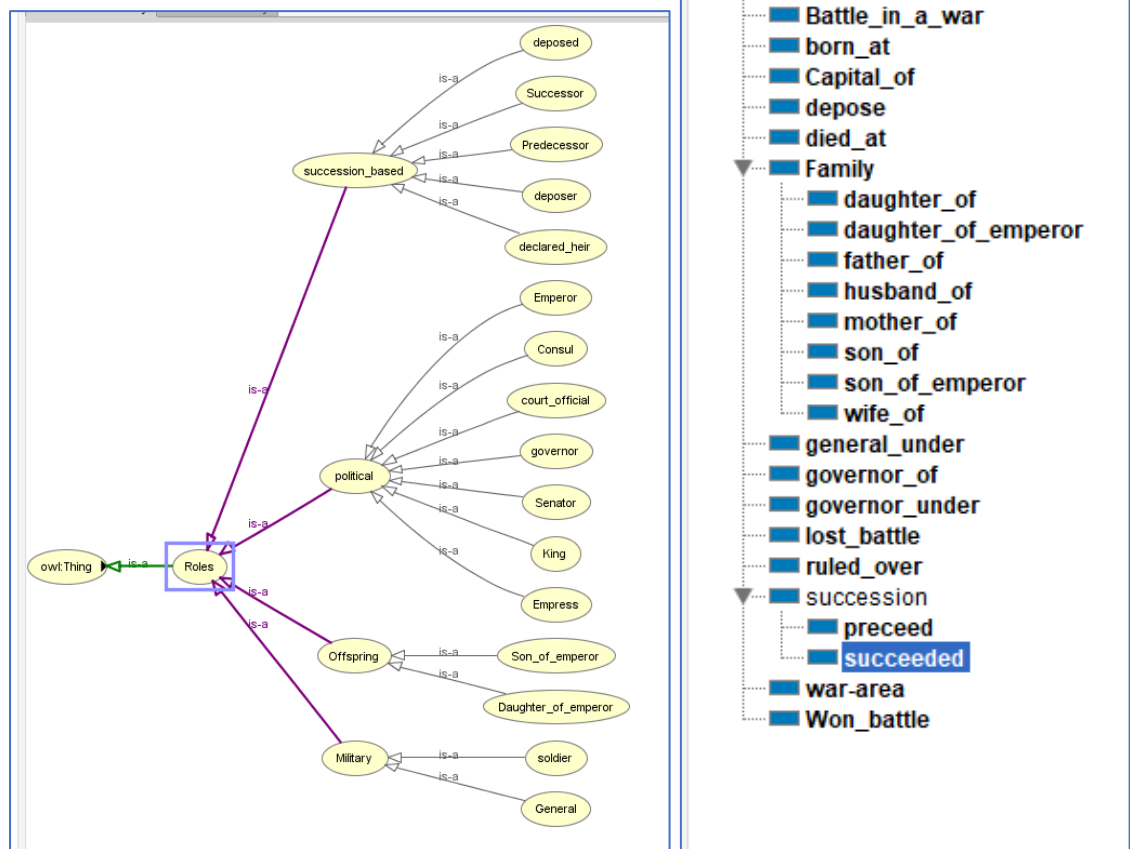 deposed
is-a
Successor
is-a
Predecessor
is-a
succession_based
is-a
deposer
is-a
declared_heir
Emperor
is-a
Consul
is-a
court_official
is-a
is-a
governor
is-a
political
is-a
Senator
is-a
is-a
King
is-a
owl:Thing
is-a
Roles
is-a
Empress
is-a
Offspring
is-a
Son_of_emperor
is-a
Daughter_of_emperor
Military
is-a
soldier
is-a
General
Battle_in_a_war
born_at
Capital_of
depose
died_at
Family
daughter_of
daughter_of_emperor
father_of
husband_of
mother_of
son_of
son_of_emperor
wife_of
general_under
governor_of
governor_under
lost_battle
ruled_over
succession
preceed
succeeded
war-area
Won_battle